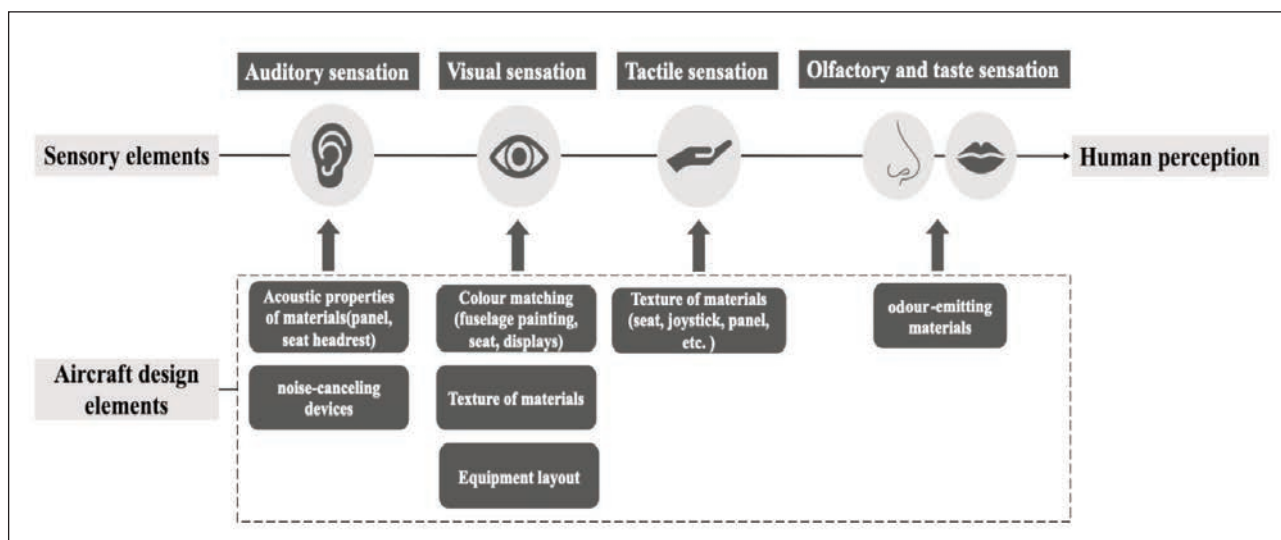 Auditory sensation
Visual sensation
Tactile sensation
Olfactory and taste sensation
Sensory elements
Human perception
Acoustic properties
of materials(panel,
seat headrest)
Colour matching
(fuselage painting,
seat, displays)
Texture of materials
(seat, joystick, panel,
etc. )
odour-emitting
materials
Aircraft design
elements
noise-canceling
devices
Texture of materials
Equipment layout